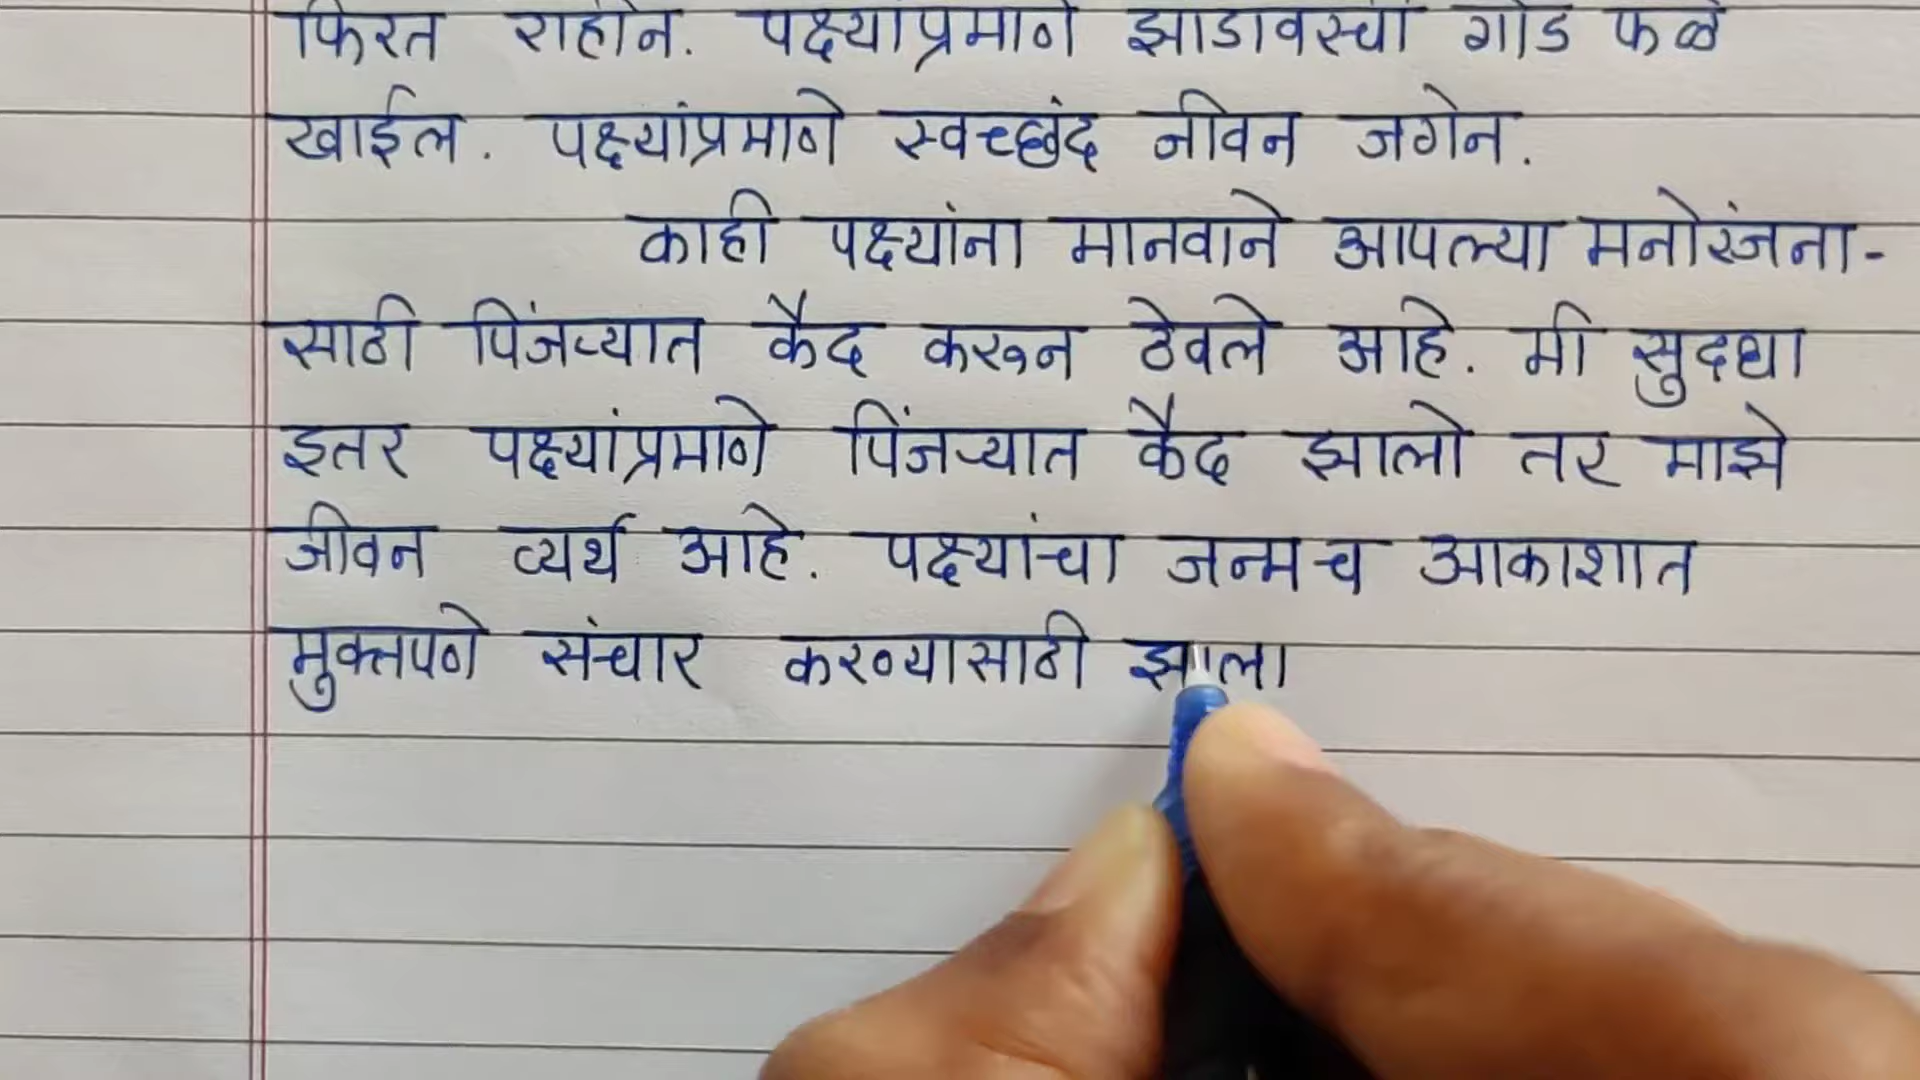 फिरत राहीन. पक्ष्यांप्रमाणे झाडावरची गोड फळे
खाईल. पक्ष्यांप्रमाणे स्वच्छंद जीवन जगेन.
काही पक्ष्यांना मानवाने आपल्या मनोरंजना-
साठी पिंजऱ्यात कैद करून ठेवले आहे. मी सुद्धा
इतर पक्ष्यांप्रमाणे पिंजऱ्यात कैद झालो तर माझे
जीवन व्यर्थ आहे. पक्ष्यांचा जन्मच आकाशात
मुक्तपणे संचार करण्यासाठी झाला